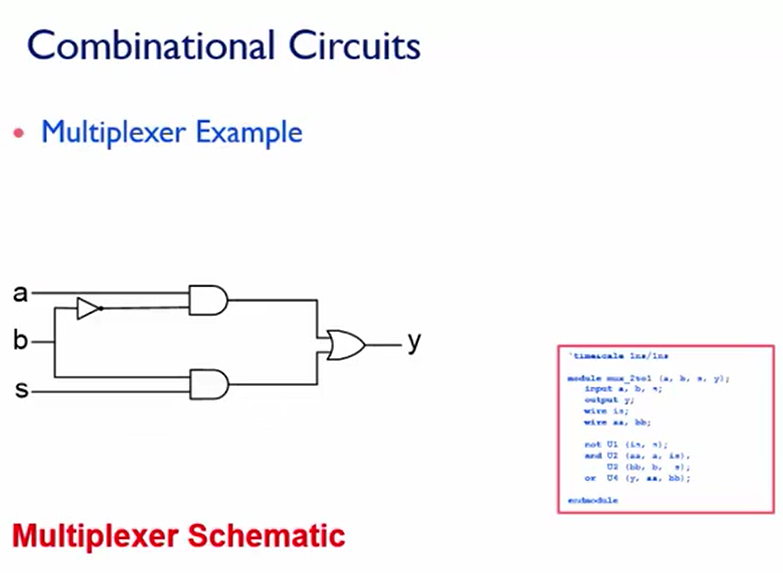 Combinational Circuits
• Multiplexer Example
a
b
s
y
`timescale 1ns/1ns
module mux_2to1 (a, b, s, y);
input a, b, s;
output y;
wire is;
wire aa, bb;
not U1 (is, s);
and U2 (aa, a, is),
(bb, b, s);
or U4 (y, aa, bb);
endmodule
Multiplexer Schematic